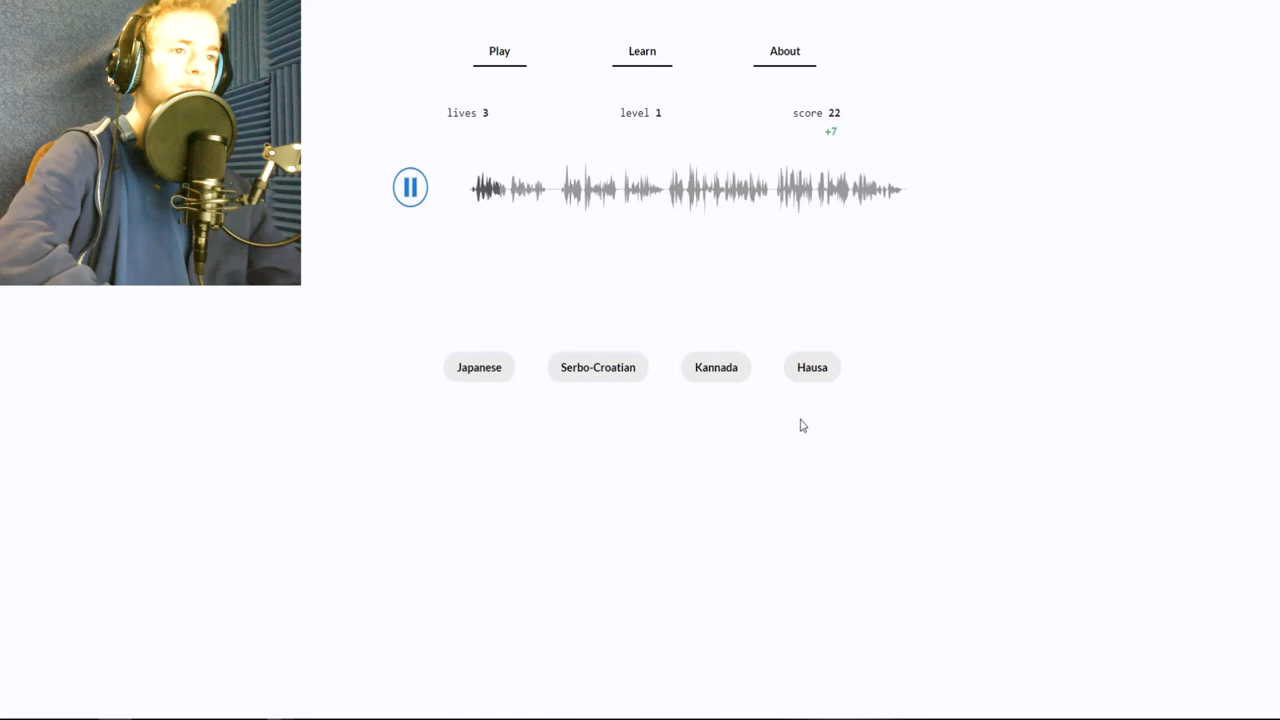 Play Learn About
lives 3 level 1 score 22
+7
Japanese Serbo-Croatian Kannada Hausa